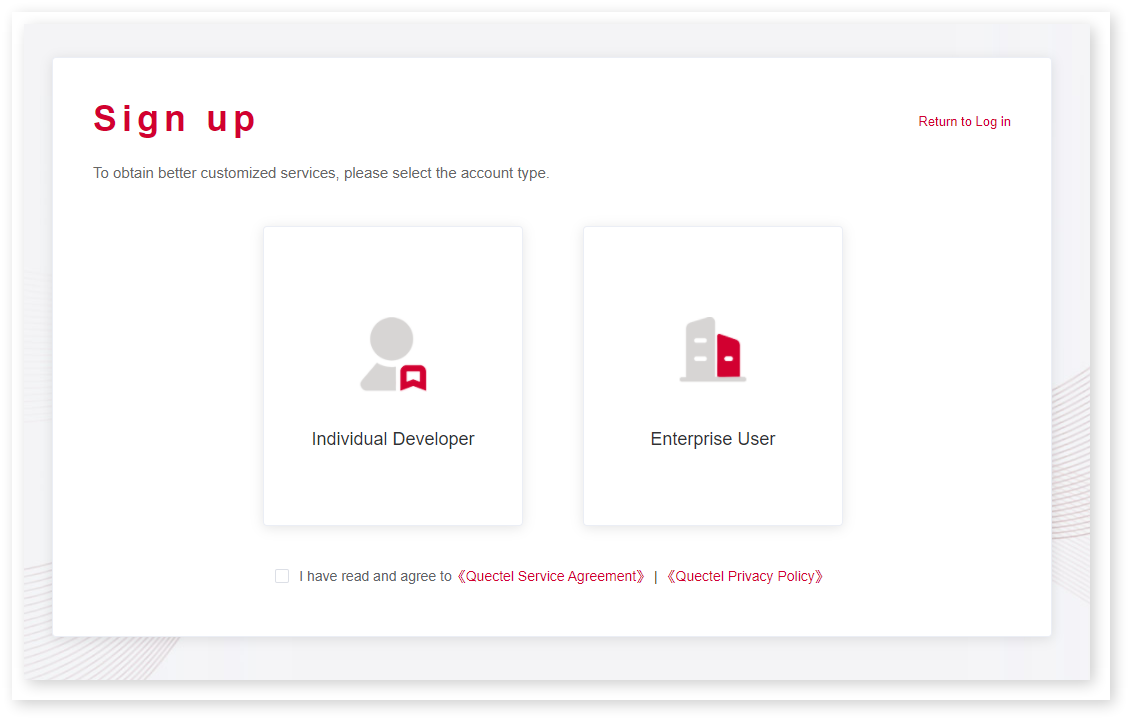 Sign up
Return to Log in
To obtain better customized services, please select the account type.
Individual Developer
Enterprise User
I have read and agree to 《Quectel Service Agreement》 | 《Quectel Privacy Policy》